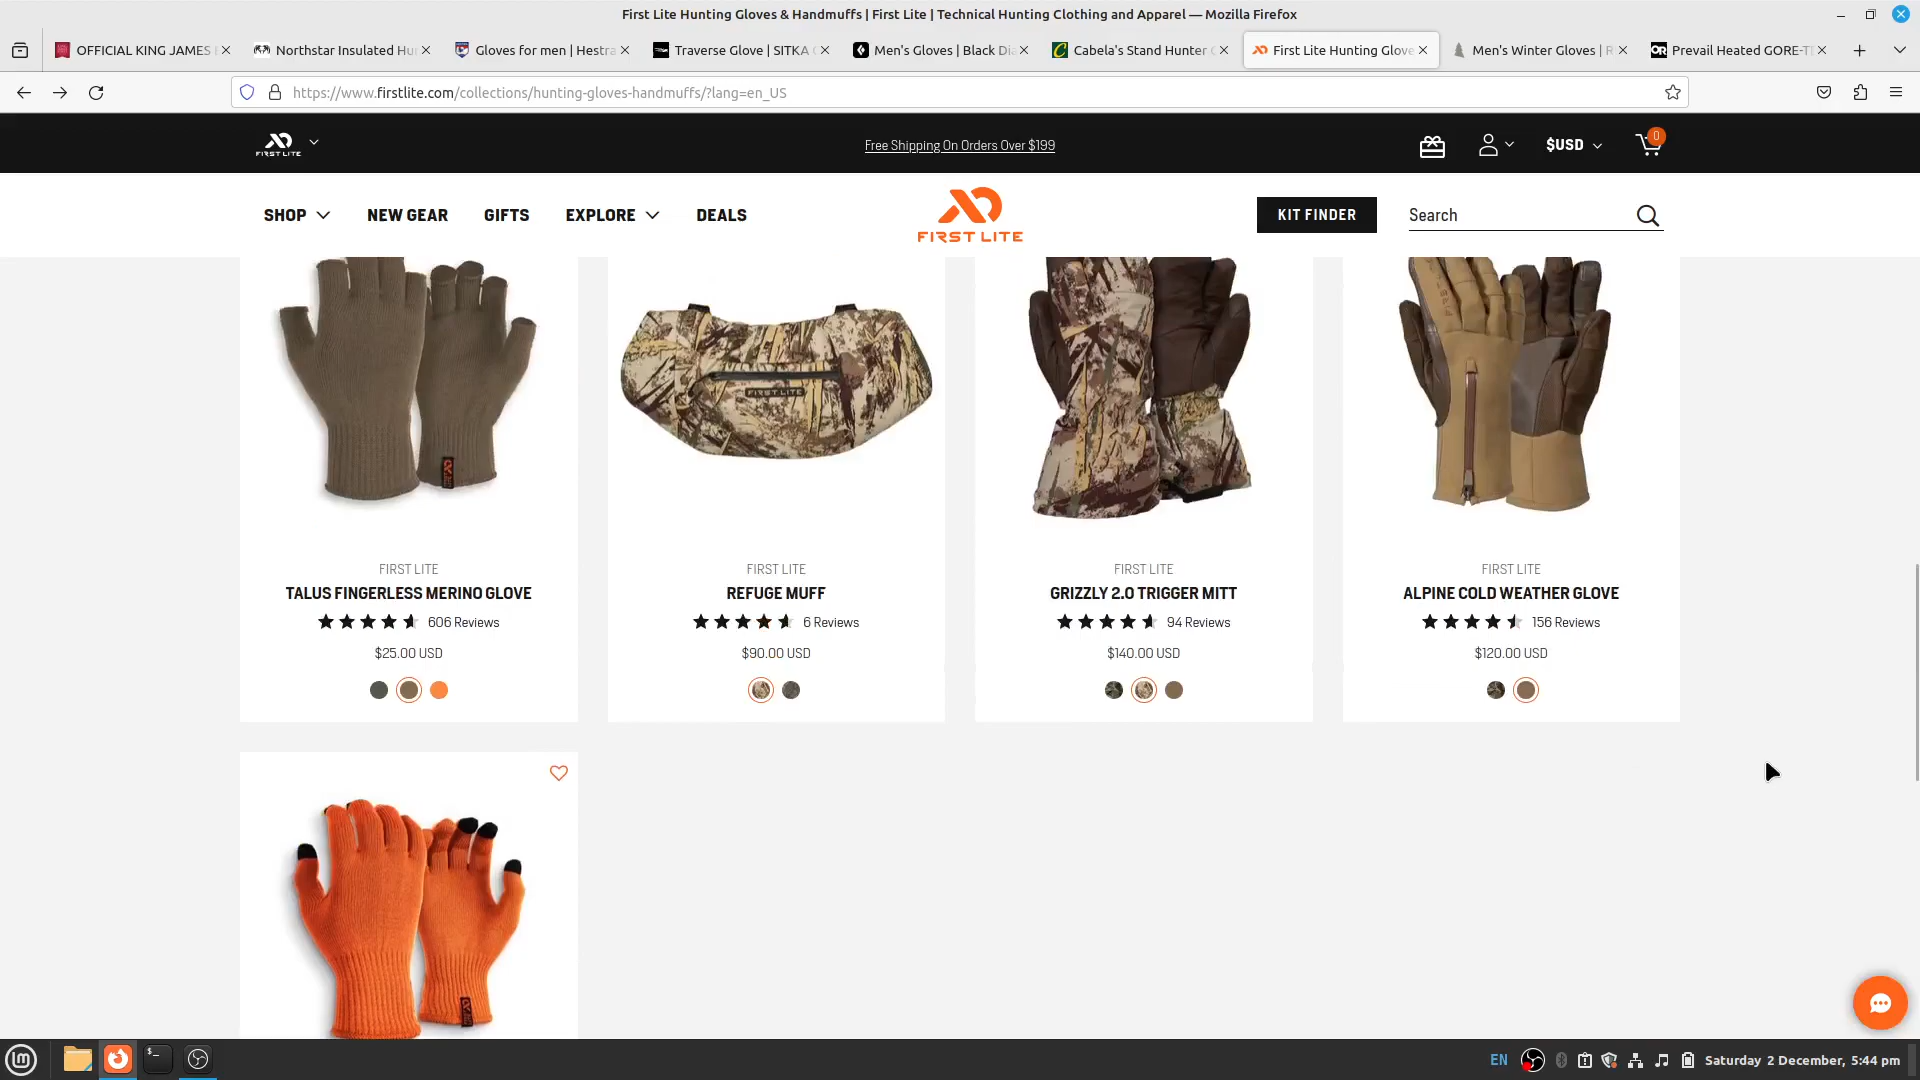 First Lite Hunting Gloves & Handmuffs | First Lite | Technical Hunting Clothing and Apparel — Mozilla Firefox
OFFICIAL KING JAMES
Northstar Insulated Hu
Gloves for men | Hestra
Traverse Glove | SITKA
Men's Gloves | Black Dia
Cabela's Stand Hunter
First Lite Hunting Glove
Men's Winter Gloves | R
OR
Prevail Heated GORE-T
https://www.firstlite.com/collections/hunting-gloves-handmuffs/?lang=en_US
FIRST LITE
Free Shipping On Orders Over $199
$USD
0
SHOP
NEW GEAR
GIFTS
EXPLORE
DEALS
FIRST LITE
KIT FINDER
Search
FIRST LITE
FIRST LITE
TALUS FINGERLESS MERINO GLOVE
606 Reviews
$25.00 USD
FIRST LITE
REFUGE MUFF
6 Reviews
$90.00 USD
FIRST LITE
GRIZZLY 2.0 TRIGGER MITT
94 Reviews
$140.00 USD
FIRST LITE
ALPINE COLD WEATHER GLOVE
156 Reviews
$120.00 USD
EN
Saturday 2 December, 5:44 pm